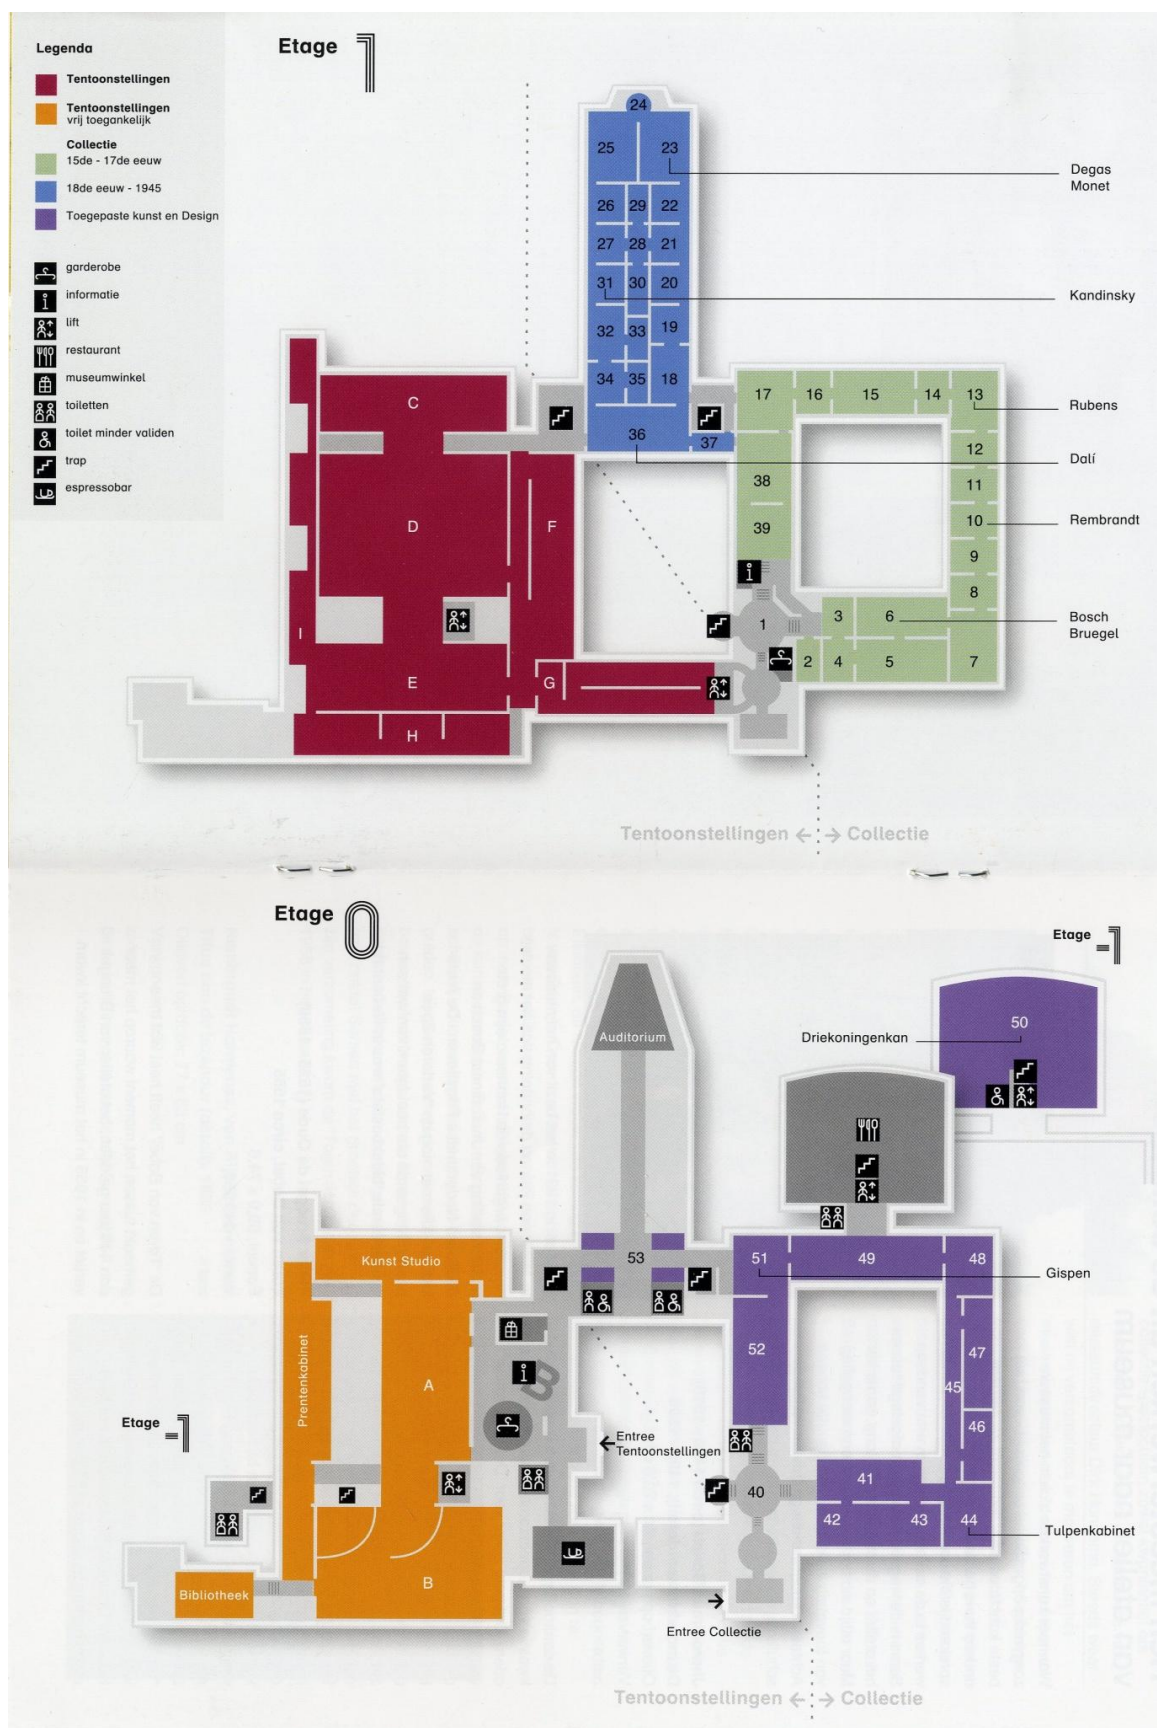 Legenda
Tentoonstellingen
Tentoonstellingen
vrij toegankelijk
Collectie
15de - 17de eeuw
18de eeuw - 1945
Toegepaste kunst en Design
garderobe
informatie
lift
restaurant
museumwinkel
toiletten
toilet minder validen
trap
espressobar
Etage 1
24
25 23
Degas
Monet
26 29 22
27 28 21
31 30 20
Kandinsky
32 33 19
34 35 18
36 37
Dalí
17 16 15 14 13
Rubens
12
38 11
39 10
Rembrandt
9
8
1 3 6
Bosch
Bruegel
2 4 5 7
C
D F
I
E G
H
Tentoonstellingen ← → Collectie
Etage 0
Etage -1
Auditorium
50
Driekoningenkan
53
51 49 48
Gispen
52 47
45
46
40 41
42 43 44
Tulpenkabinet
Kunst Studio
Prentenkabinet
A
B
Etage -1
Entree
Tentoonstellingen
B
Bibliotheek
Entree Collectie
Tentoonstellingen ← → Collectie